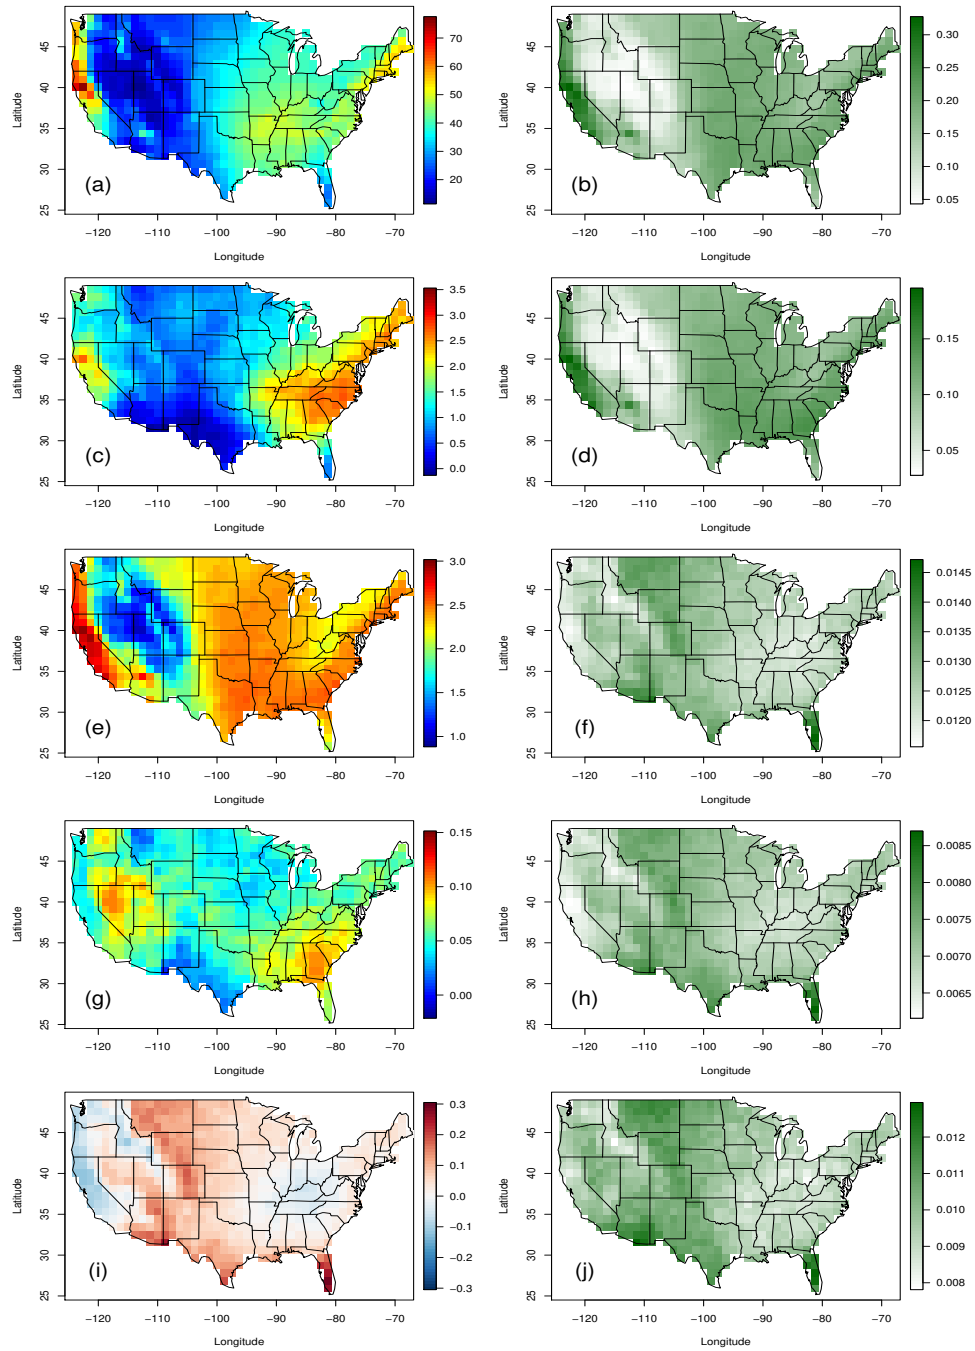 45
40
35
30
25
Latitude
(a)
−120 −110 −100 −90 −80 −70
Longitude
70
60
50
40
30
20
45
40
35
30
25
Latitude
(b)
−120 −110 −100 −90 −80 −70
Longitude
0.30
0.25
0.20
0.15
0.10
0.05
45
40
35
30
25
Latitude
(c)
−120 −110 −100 −90 −80 −70
Longitude
3.5
3.0
2.5
2.0
1.5
1.0
0.5
0.0
45
40
35
30
25
Latitude
(d)
−120 −110 −100 −90 −80 −70
Longitude
0.15
0.10
0.05
45
40
35
30
25
Latitude
(e)
−120 −110 −100 −90 −80 −70
Longitude
3.0
2.5
2.0
1.5
1.0
45
40
35
30
25
Latitude
(f)
−120 −110 −100 −90 −80 −70
Longitude
0.0145
0.0140
0.0135
0.0130
0.0125
0.0120
45
40
35
30
25
Latitude
(g)
−120 −110 −100 −90 −80 −70
Longitude
0.15
0.10
0.05
0.00
45
40
35
30
25
Latitude
(h)
−120 −110 −100 −90 −80 −70
Longitude
0.0085
0.0080
0.0075
0.0070
0.0065
45
40
35
30
25
Latitude
(i)
−120 −110 −100 −90 −80 −70
Longitude
0.3
0.2
0.1
0.0
−0.1
−0.2
−0.3
45
40
35
30
25
Latitude
(j)
−120 −110 −100 −90 −80 −70
Longitude
0.012
0.011
0.010
0.009
0.008